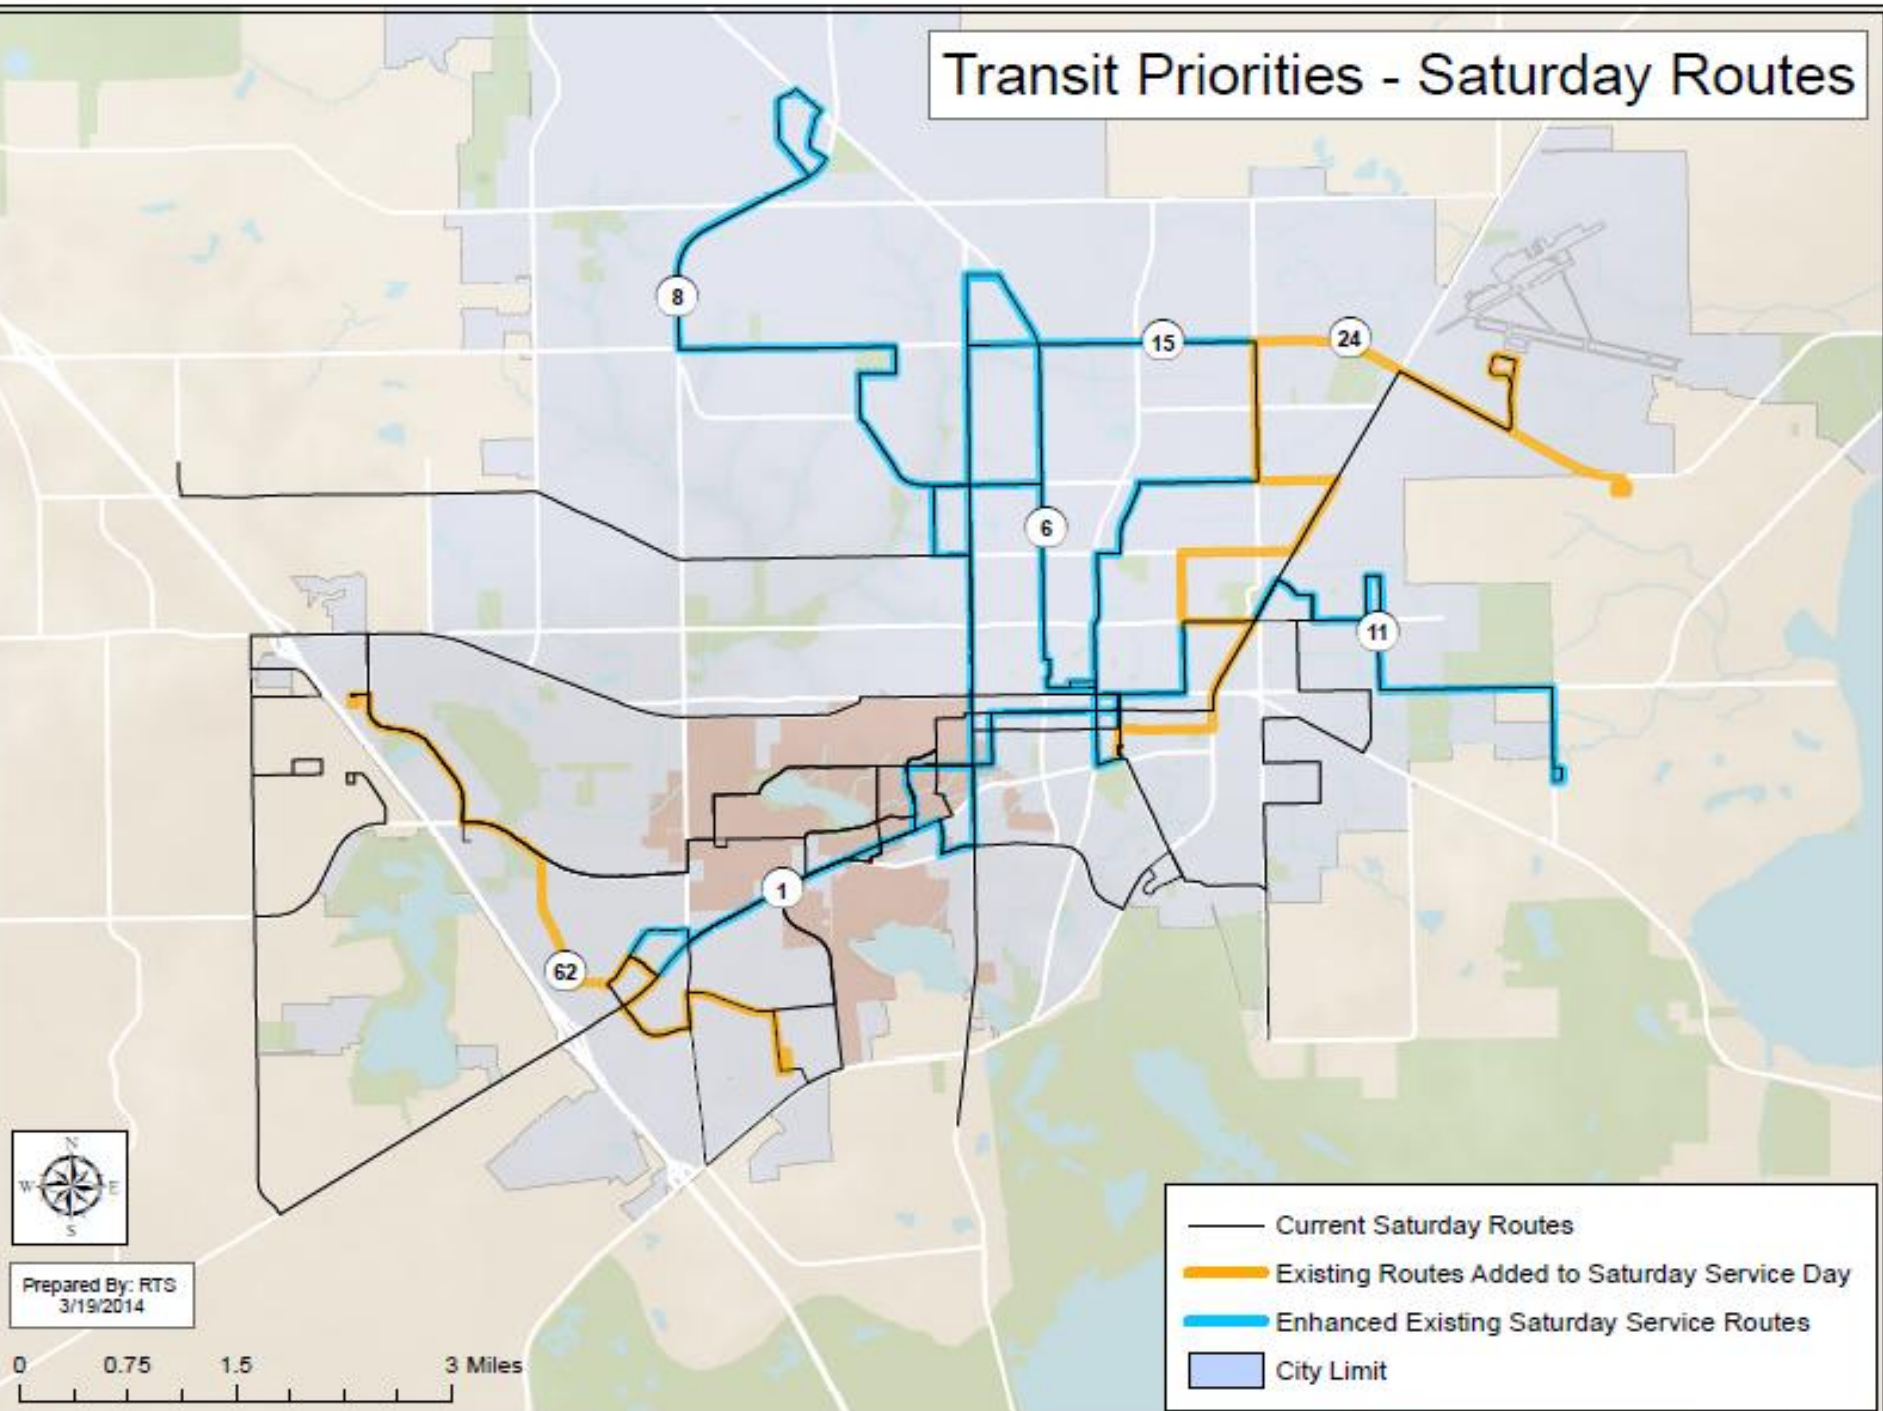 Transit Priorities - Saturday Routes
8
15
24
6
11
1
62
N
W E
S
Prepared By: RTS
3/19/2014
0 0.75 1.5 3 Miles
Current Saturday Routes
Existing Routes Added to Saturday Service Day
Enhanced Existing Saturday Service Routes
City Limit